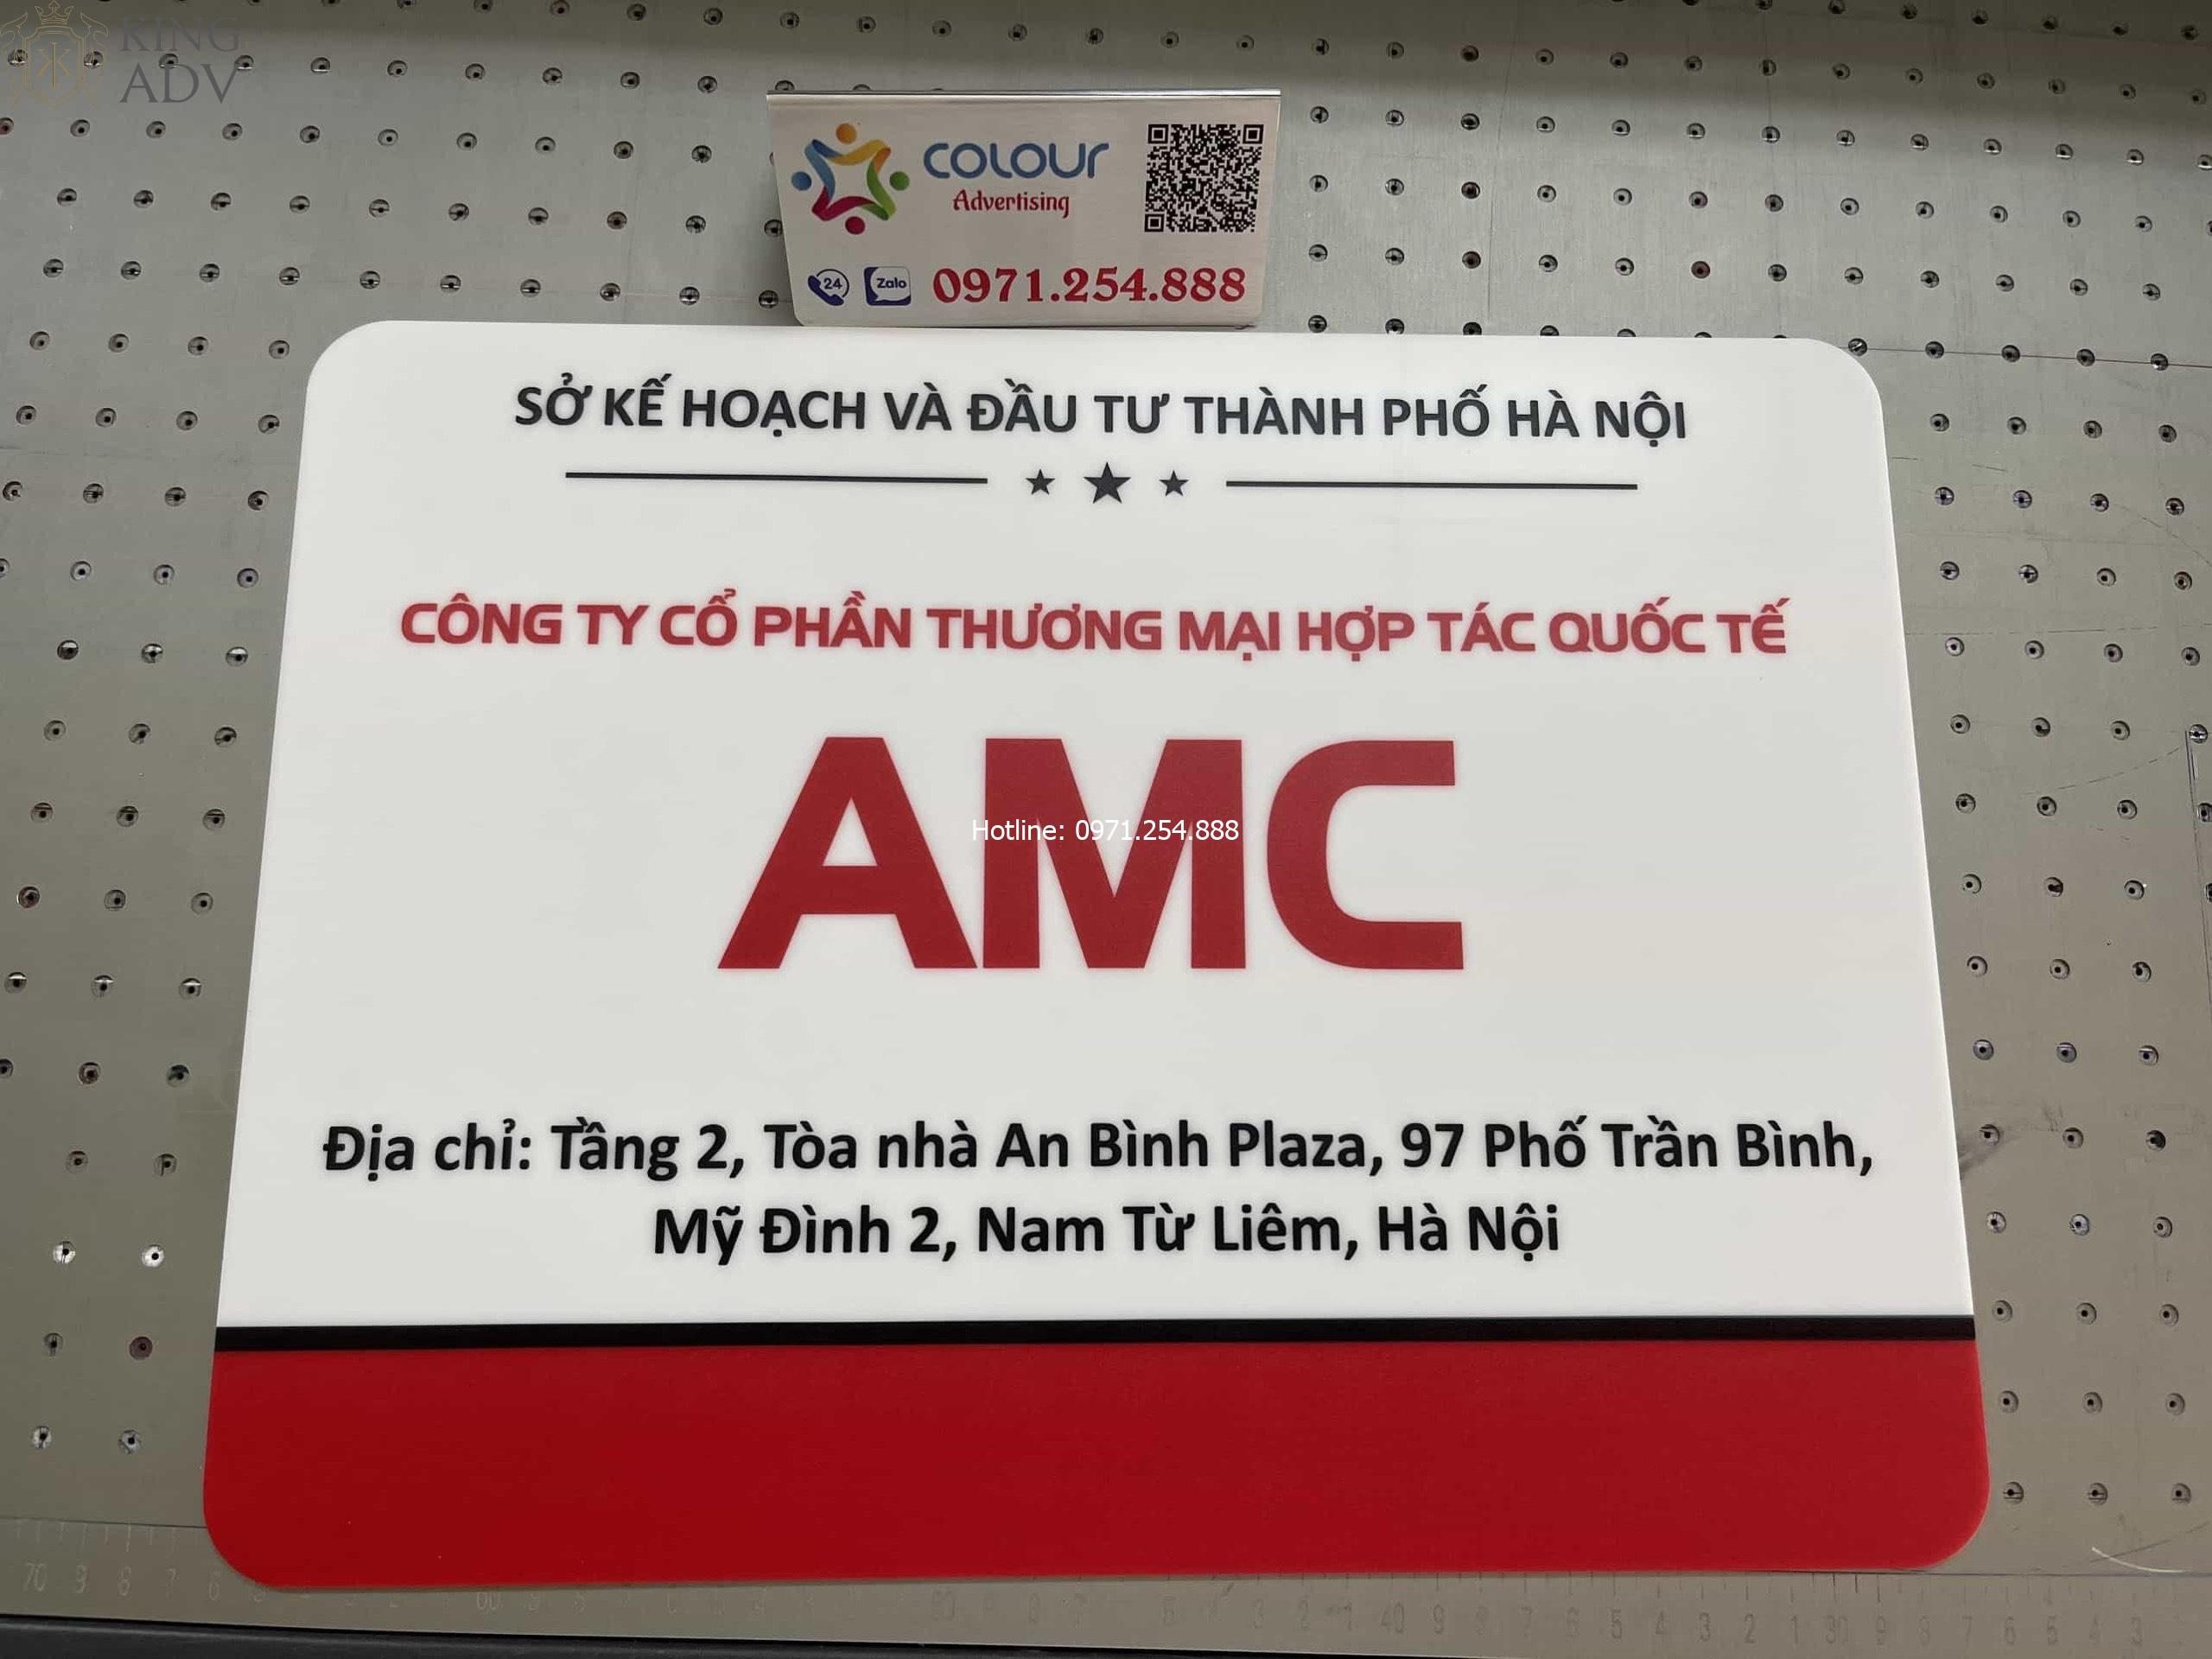 KING
ADV
COLOUR
Advertising
24 Zalo 0971.254.888
SỞ KẾ HOẠCH VÀ ĐẦU TƯ THÀNH PHỐ HÀ NỘI
CÔNG TY CỔ PHẦN THƯƠNG MẠI HỢP TÁC QUỐC TẾ
AMC
Hotline: 0971.254.888
Địa chỉ: Tầng 2, Tòa nhà An Bình Plaza, 97 Phố Trần Bình,
Mỹ Đình 2, Nam Từ Liêm, Hà Nội